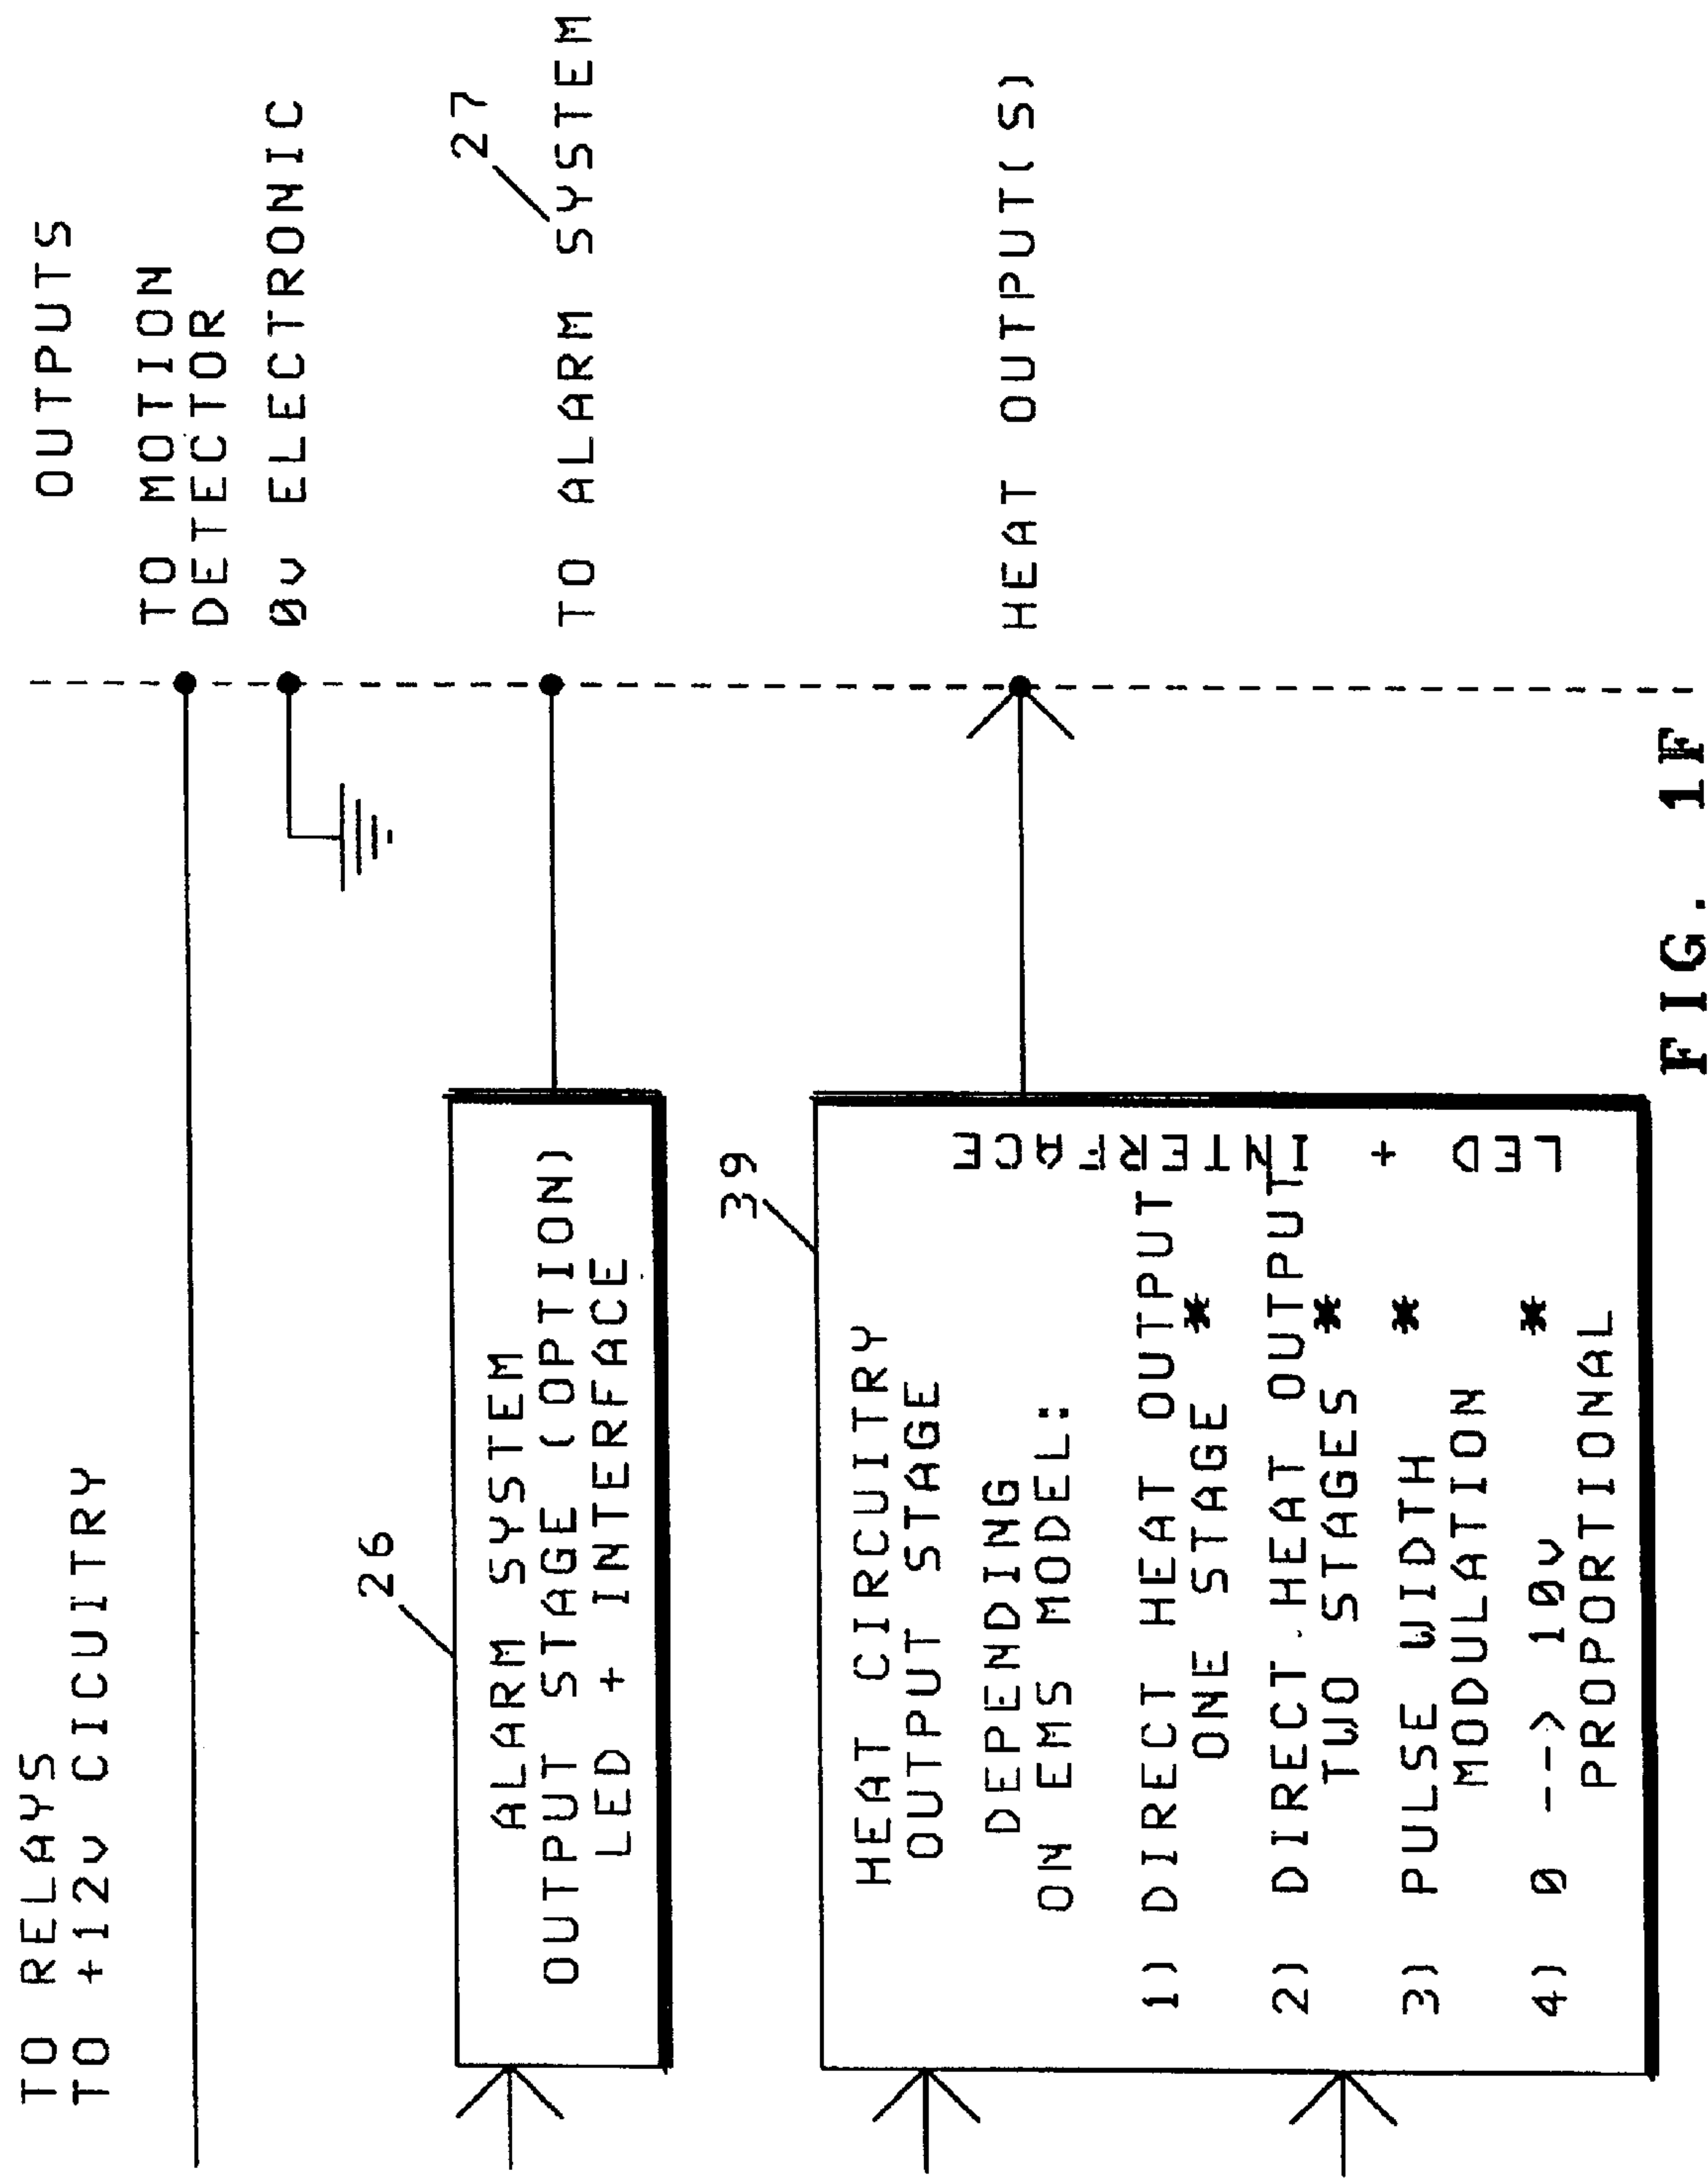 OUTPUTS
TO RELAYS
TO +12v CICUITRY
TO MOTION
DETECTOR
0v ELECTRONIC
26
ALARM SYSTEM
OUTPUT STAGE (OPTION)
LED + INTERFACE
27
TO ALARM SYSTEM
39
HEAT CIRCUITRY
OUTPUT STAGE
DEPENDING
ON EMS MODEL:
1) DIRECT HEAT OUTPUT
ONE STAGE *
2) DIRECT HEAT OUTPUT
TWO STAGES *
3) PULSE WIDTH *
MODULATION
4) 0 ---> 10v *
PROPORTIONAL
LED + INTERFACE
HEAT OUTPUT(S)
FIG. 1F